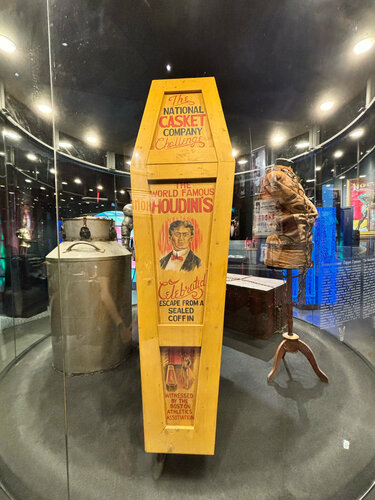 The
NATIONAL
CASKET
COMPANY
Challenge
THE
WORLD FAMOUS
HOUDINI'S
Celebrated
ESCAPE FROM A
SEALED
COFFIN
WITNESSED
BY THE
BOSTON
ATHLETICS
ASSOCIATION